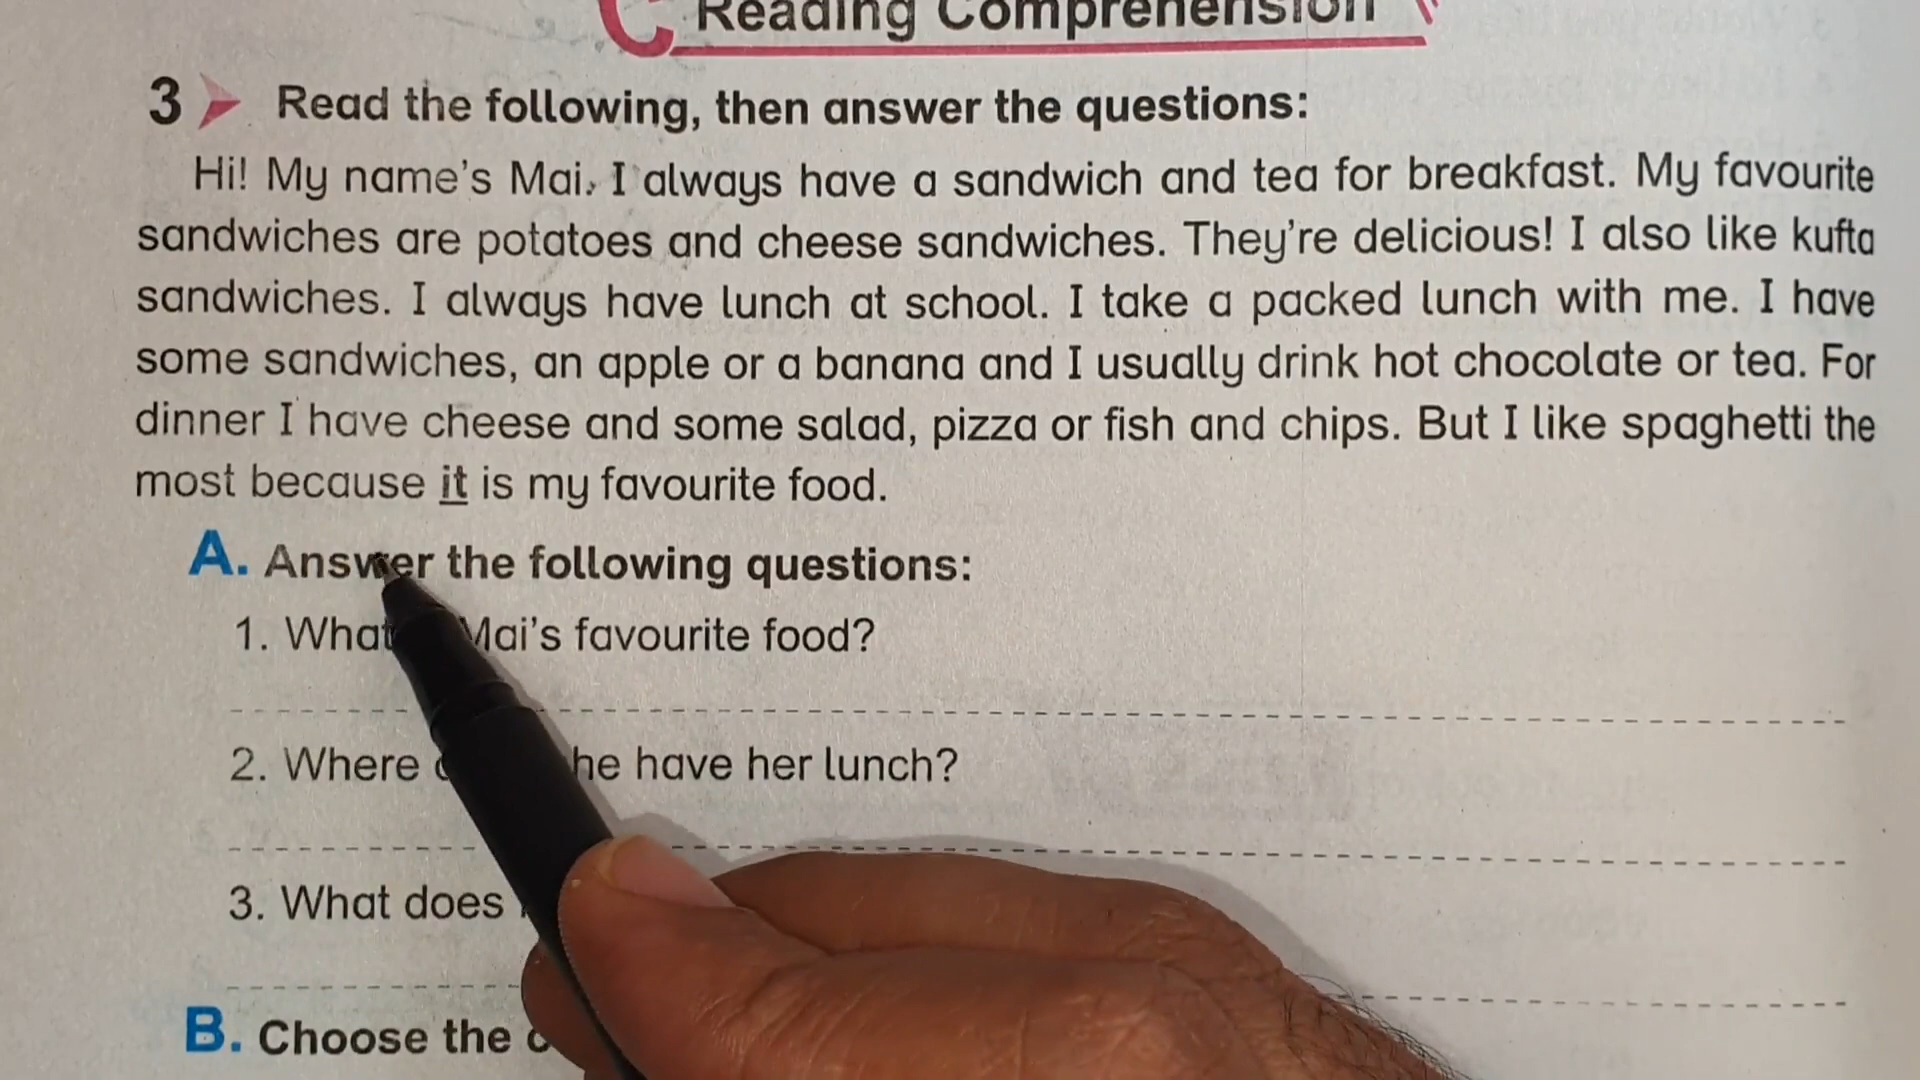 Reading Comprehension
3 Read the following, then answer the questions:
Hi! My name's Mai. I always have a sandwich and tea for breakfast. My favourite
sandwiches are potatoes and cheese sandwiches. They're delicious! I also like kufta
sandwiches. I always have lunch at school. I take a packed lunch with me. I have
some sandwiches, an apple or a banana and I usually drink hot chocolate or tea. For
dinner I have cheese and some salad, pizza or fish and chips. But I like spaghetti the
most because it is my favourite food.
A. Answer the following questions:
1. What Mai's favourite food?
2. Where have her lunch?
3. What does
B. Choose the